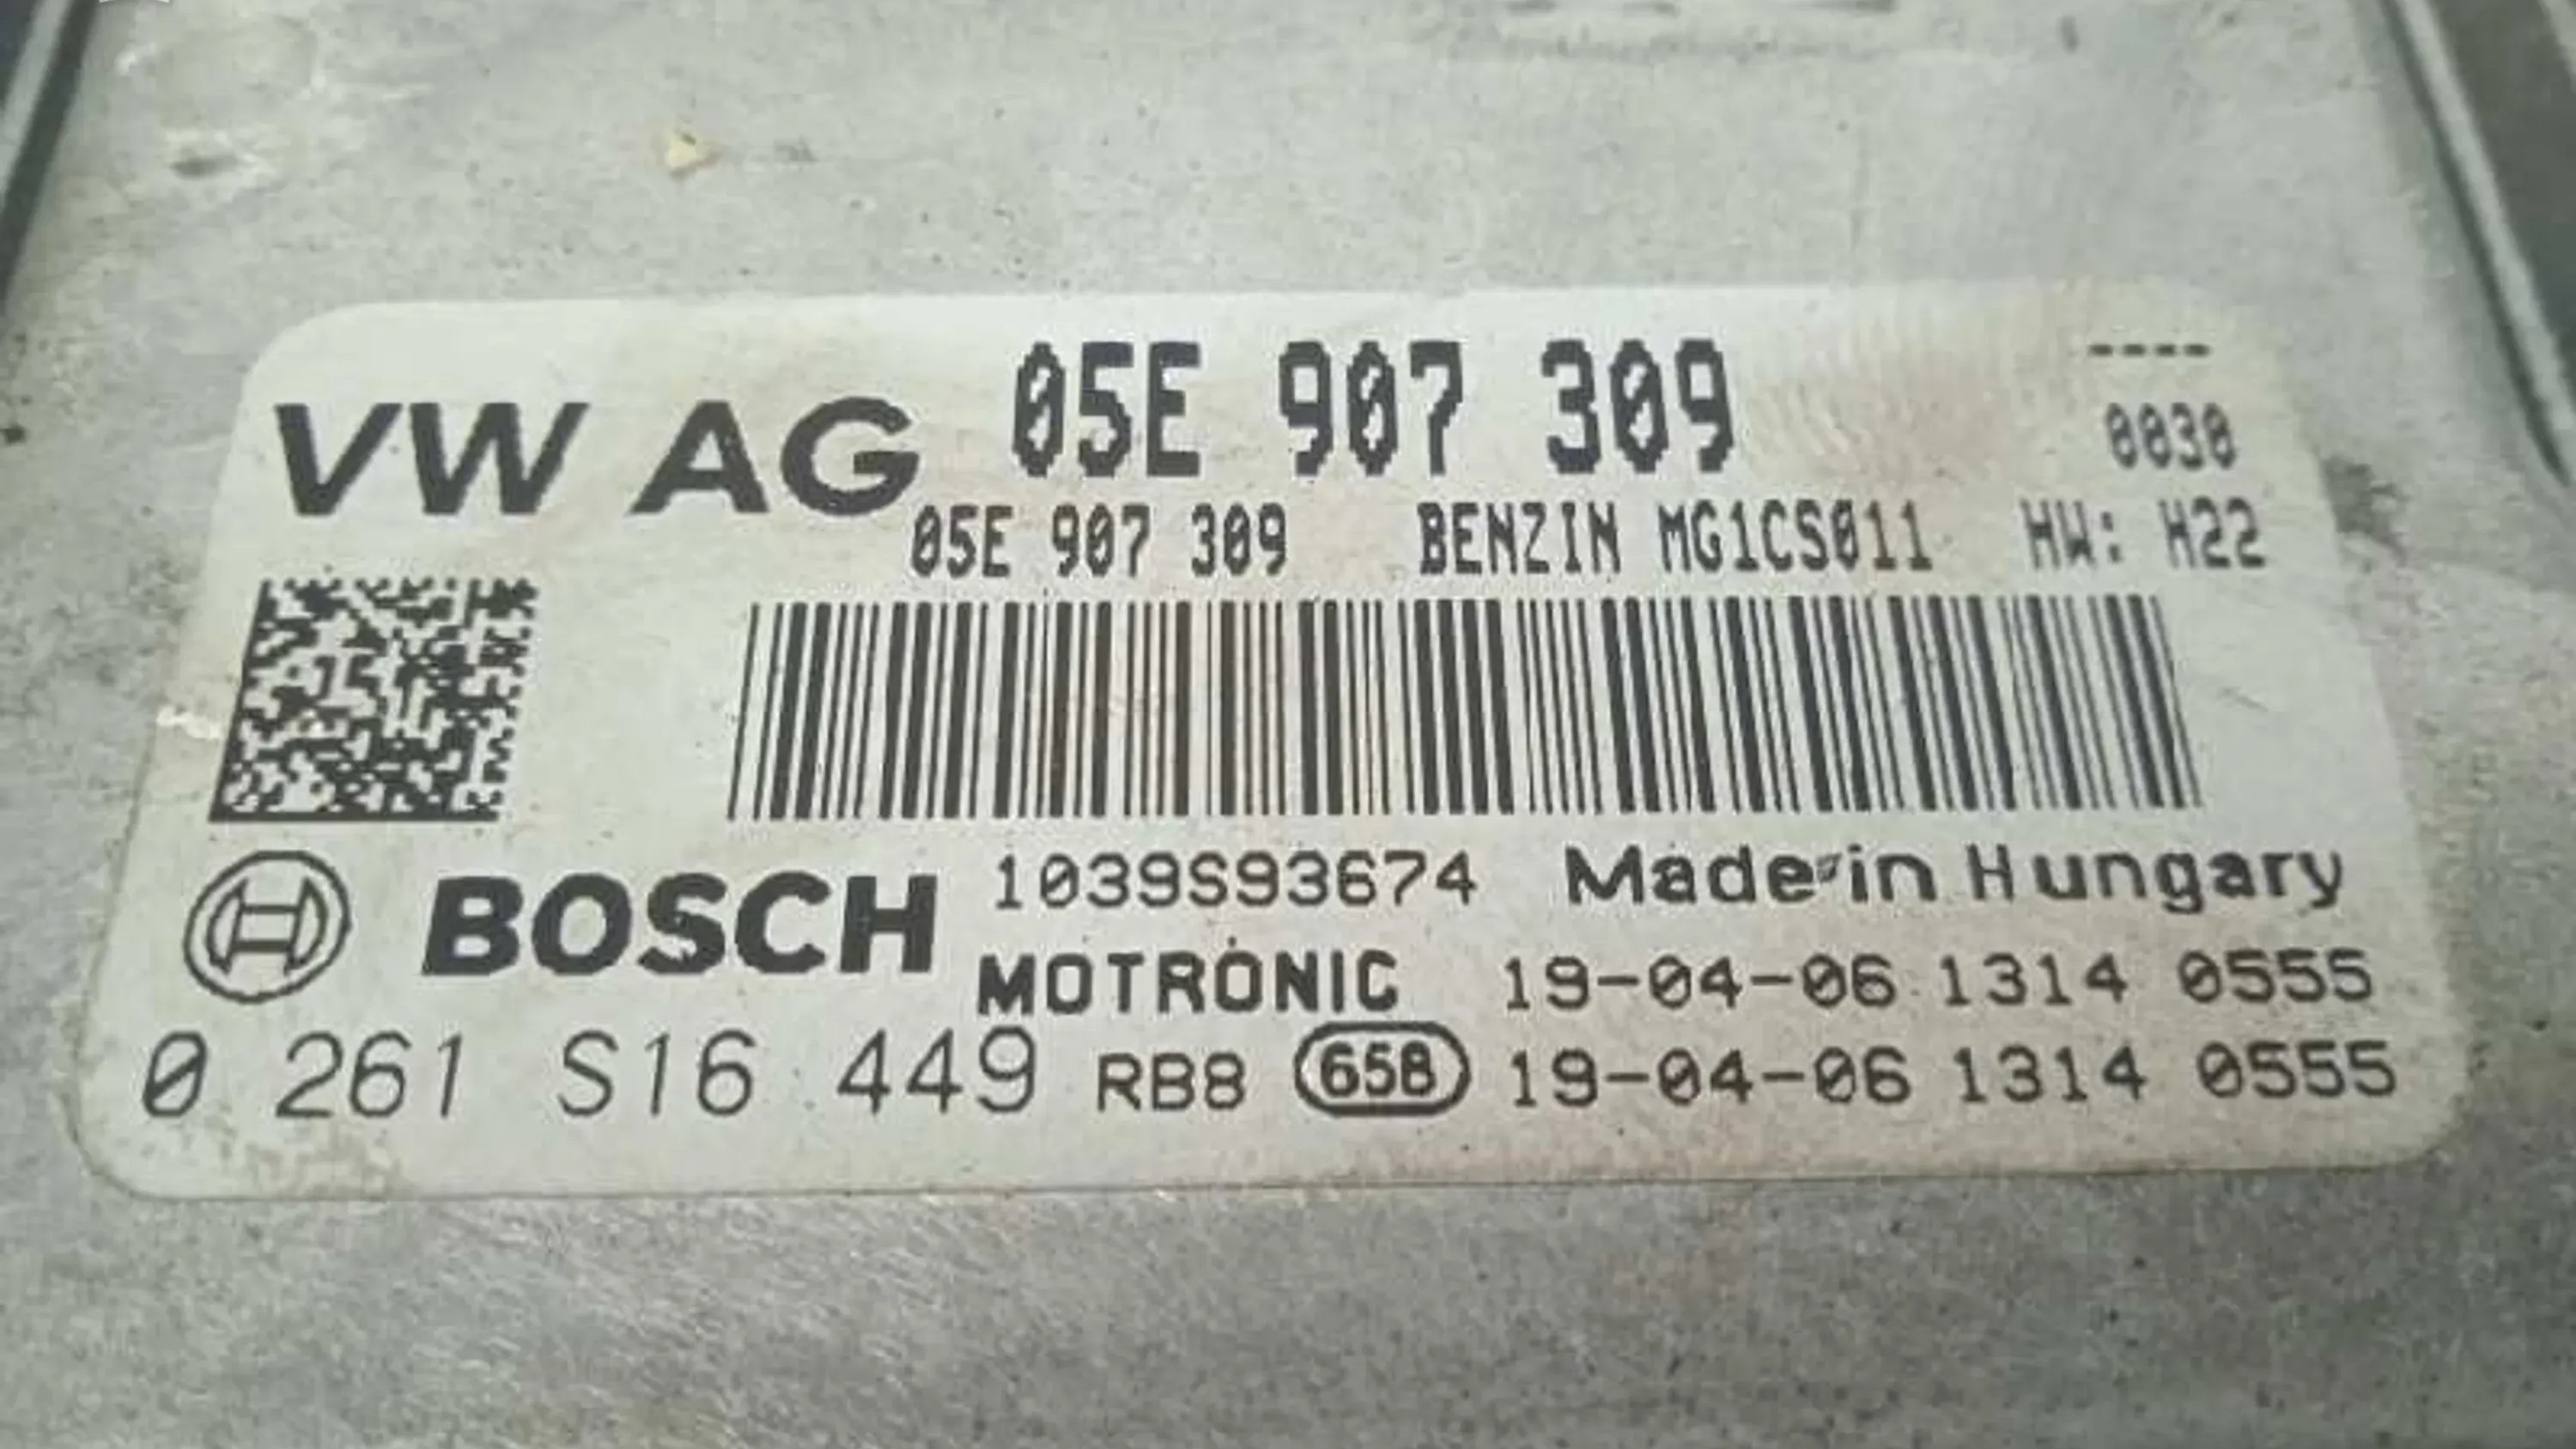 VW AG 05E 907 309 ----
0030
05E 907 309 BENZIN MG1CS011 HW: H22
BOSCH 1039S93674 Made in Hungary
MOTRONIC 19-04-06 1314 0555
0 261 S16 449 RB8 658 19-04-06 1314 0555